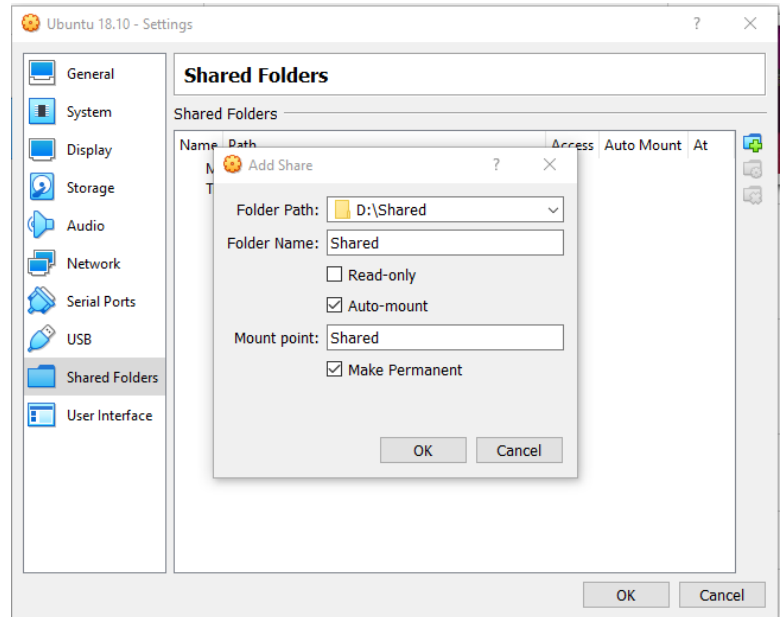 Ubuntu 18.10 - Settings ?
General
System
Display
Storage
Audio
Network
Serial Ports
USB
Shared Folders
User Interface
Shared Folders
Shared Folders
Name Path Access Auto Mount At
M
T
Add Share ?
Folder Path: D:\Shared
Folder Name: Shared
Read-only
Auto-mount
Mount point: Shared
Make Permanent
OK Cancel
OK Cancel